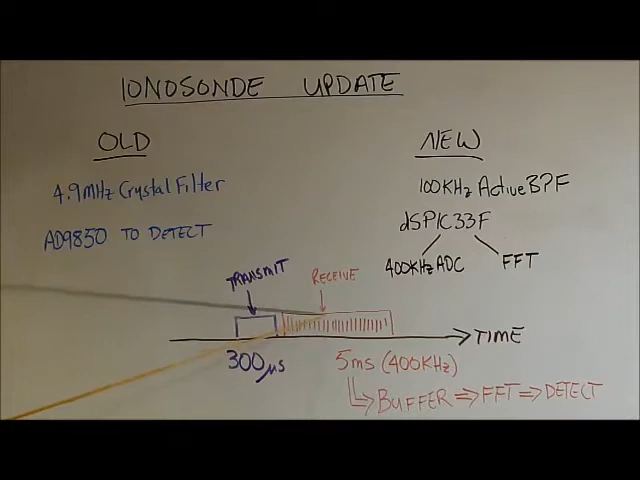 IONOSONDE UPDATE
OLD
4.9MHz Crystal Filter
AD9850 TO DETECT
NEW
100KHz Active BPF
dSPIC33F
400KHz ADC
FFT
TRANSMIT
RECEIVE
TIME
300µs
5ms (400KHz)
BUFFER ⇒ FFT ⇒ DETECT